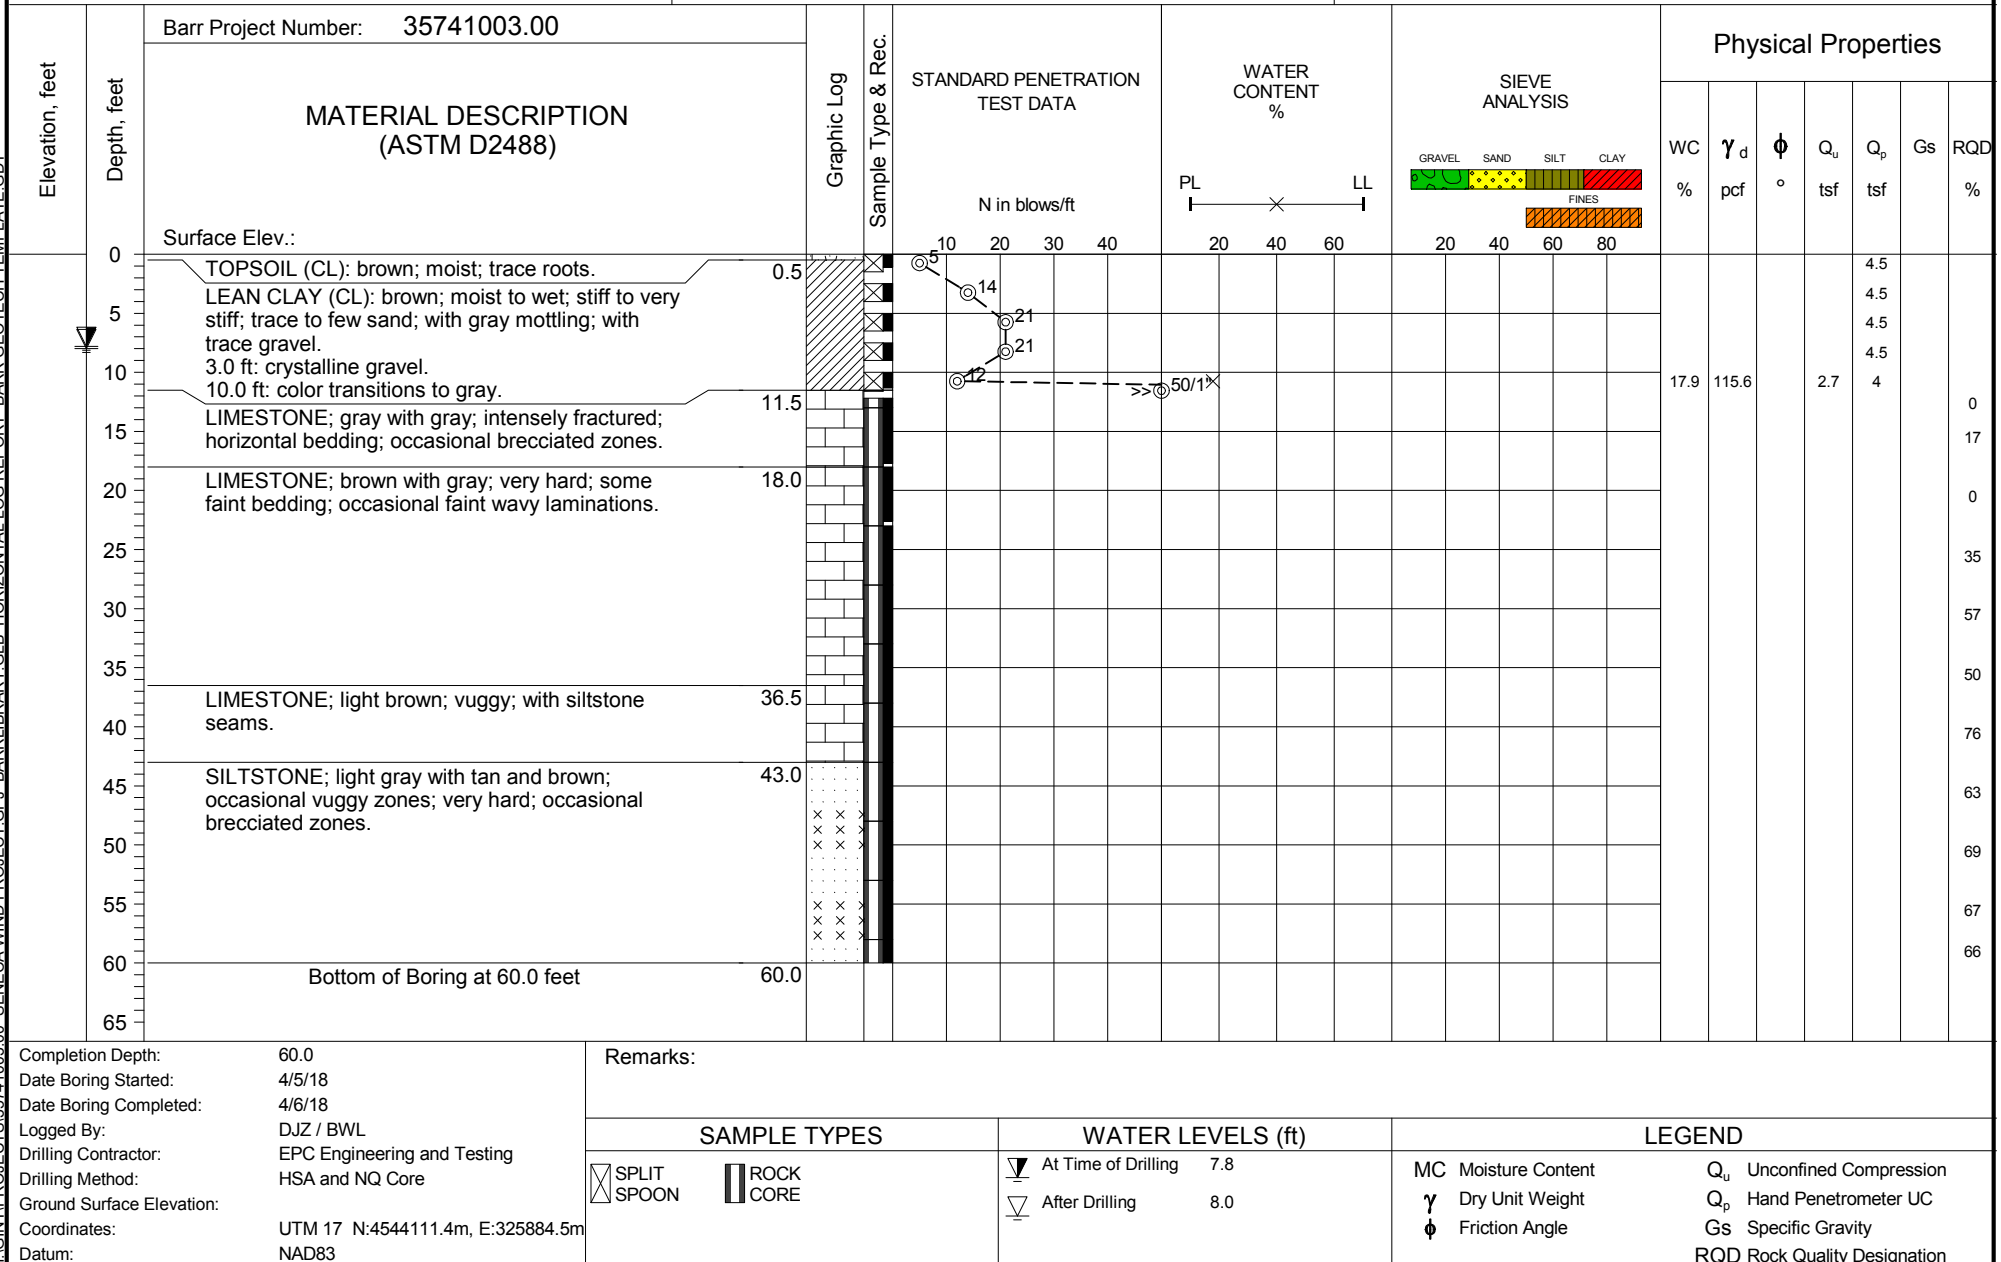 Barr Project Number: 35741003.00
Elevation, feet
Depth, feet
MATERIAL DESCRIPTION
(ASTM D2488)
Surface Elev.:
Graphic Log
Sample Type & Rec.
STANDARD PENETRATION
TEST DATA
N in blows/ft
10 20 30 40
WATER
CONTENT
%
PL LL
20 40 60
SIEVE
ANALYSIS
GRAVEL SAND SILT CLAY
FINES
20 40 60 80
Physical Properties
WC γd ϕ Qu Qp Gs RQD
% pcf ° tsf tsf %
0
TOPSOIL (CL): brown; moist; trace roots. 0.5
5 4.5
LEAN CLAY (CL): brown; moist to wet; stiff to very
stiff; trace to few sand; with gray mottling; with
trace gravel.
3.0 ft: crystalline gravel.
10.0 ft: color transitions to gray. 11.5
14 4.5
5
21 4.5
21 4.5
10
12 50/1" 17.9 115.6 2.7 4
>>
LIMESTONE; gray with gray; intensely fractured;
horizontal bedding; occasional brecciated zones.
0
15 17
LIMESTONE; brown with gray; very hard; some 18.0
faint bedding; occasional faint wavy laminations.
20 0
25 35
30 57
35 50
LIMESTONE; light brown; vuggy; with siltstone 36.5
seams.
40 76
SILTSTONE; light gray with tan and brown; 43.0
occasional vuggy zones; very hard; occasional
brecciated zones.
45 63
50 69
55 67
66
60
Bottom of Boring at 60.0 feet 60.0
65
Completion Depth: 60.0
Date Boring Started: 4/5/18
Date Boring Completed: 4/6/18
Logged By: DJZ / BWL
Drilling Contractor: EPC Engineering and Testing
Drilling Method: HSA and NQ Core
Ground Surface Elevation:
Coordinates: UTM 17 N:4544111.4m, E:325884.5m
Datum: NAD83
Remarks:
SAMPLE TYPES
SPLIT
SPOON
ROCK
CORE
WATER LEVELS (ft)
At Time of Drilling 7.8
After Drilling 8.0
LEGEND
MC Moisture Content
γ Dry Unit Weight
ϕ Friction Angle
Qu Unconfined Compression
Qp Hand Penetrometer UC
Gs Specific Gravity
RQD Rock Quality Designation